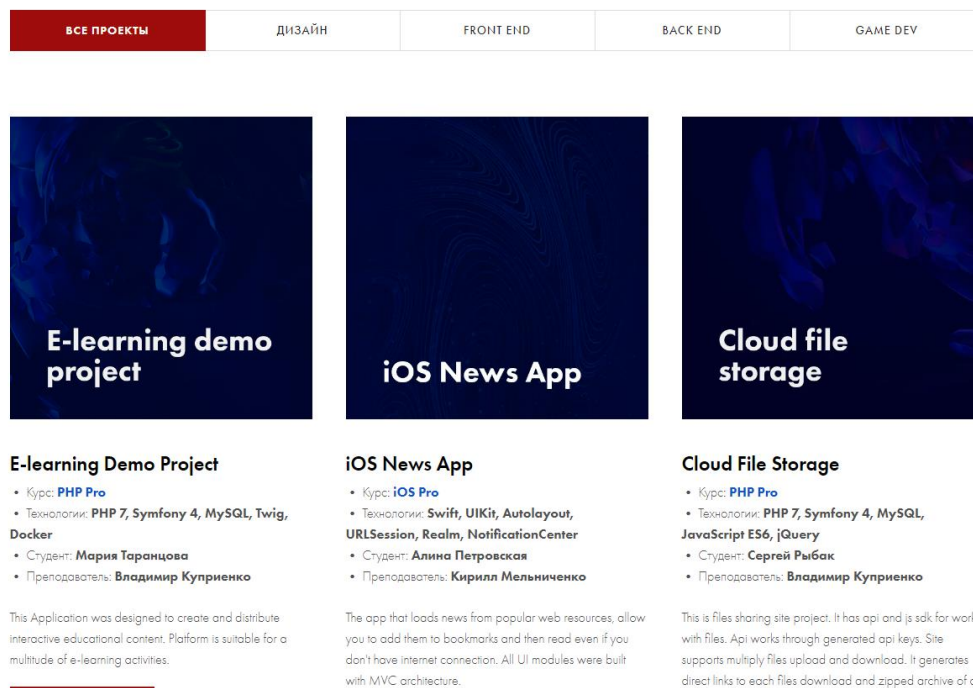 ВСЕ ПРОЕКТЫ
ДИЗАЙН
FRONT END
BACK END
GAME DEV
E-learning demo
project
iOS News App
Cloud file
storage
E-learning Demo Project
• Курс: PHP Pro
• Технологии: PHP 7, Symfony 4, MySQL, Twig,
Docker
• Студент: Мария Таранцова
• Преподаватель: Владимир Куприенко
This Application was designed to create and distribute
interactive educational content. Platform is suitable for a
multitude of e-learning activities.
iOS News App
• Курс: iOS Pro
• Технологии: Swift, UIKit, Autolayout,
URLSession, Realm, NotificationCenter
• Студент: Алина Петровская
• Преподаватель: Кирилл Мельниченко
The app that loads news from popular web resources, allow
you to add them to bookmarks and then read even if you
don't have internet connection. All UI modules were built
with MVC architecture.
Cloud File Storage
• Курс: PHP Pro
• Технологии: PHP 7, Symfony 4, MySQL,
JavaScript ES6, jQuery
• Студент: Сергей Рыбак
• Преподаватель: Владимир Куприенко
This is files sharing site project. It has api and js sdk for work
with files. Api works through generated api keys. Site
supports multiply files upload and download. It generates
direct links to each files download and zipped archive of